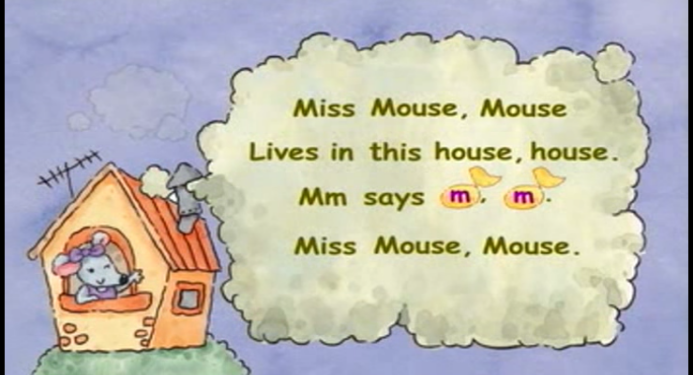 Miss Mouse, Mouse
Lives in this house, house.
Mm says m, m.
Miss Mouse, Mouse.